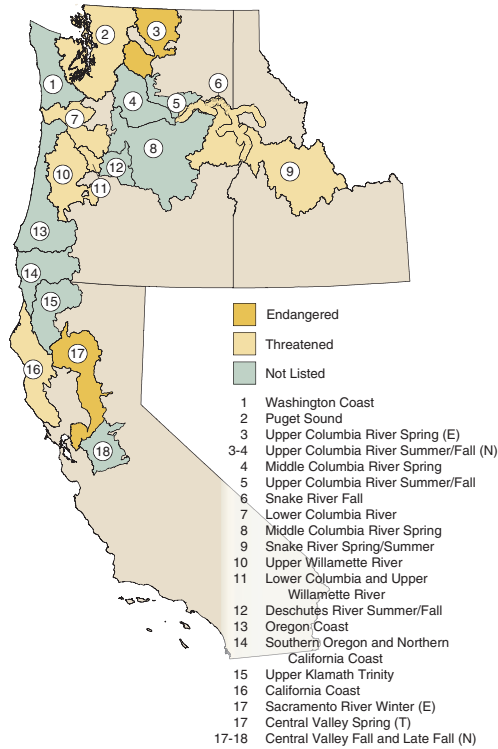 3
2
6
1
4
5
7
8
12
10
9
11
13
14
15
17
16
18
Endangered
Threatened
Not Listed
1 Washington Coast
2 Puget Sound
3 Upper Columbia River Spring (E)
3-4 Upper Columbia River Summer/Fall (N)
4 Middle Columbia River Spring
5 Upper Columbia River Summer/Fall
6 Snake River Fall
7 Lower Columbia River
8 Middle Columbia River Spring
9 Snake River Spring/Summer
10 Upper Willamette River
11 Lower Columbia and Upper
Willamette River
12 Deschutes River Summer/Fall
13 Oregon Coast
14 Southern Oregon and Northern
California Coast
15 Upper Klamath Trinity
16 California Coast
17 Sacramento River Winter (E)
17 Central Valley Spring (T)
17-18 Central Valley Fall and Late Fall (N)